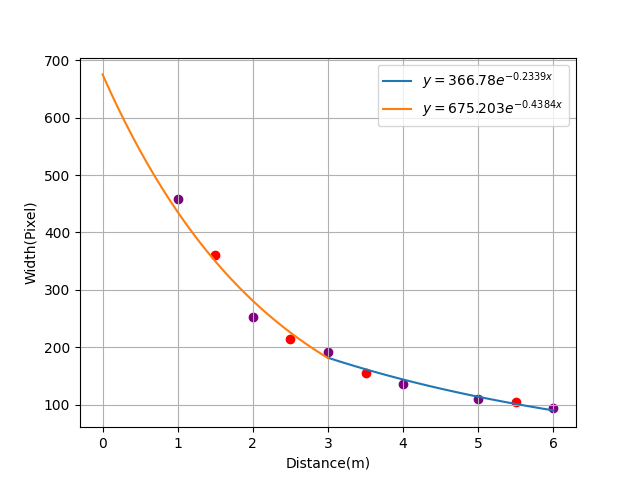 y = 366.78e^{-0.2339x}
y = 675.203e^{-0.4384x}
700
600
500
400
300
200
100
Width(Pixel)
0 1 2 3 4 5 6
Distance(m)